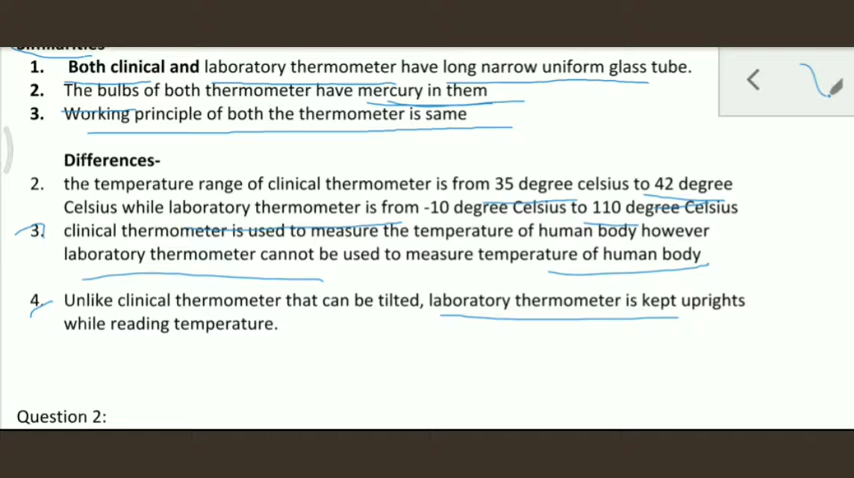 Similarities
1. Both clinical and laboratory thermometer have long narrow uniform glass tube.
2. The bulbs of both thermometer have mercury in them
3. Working principle of both the thermometer is same
Differences-
2. the temperature range of clinical thermometer is from 35 degree celsius to 42 degree
Celsius while laboratory thermometer is from -10 degree Celsius to 110 degree Celsius
3. clinical thermometer is used to measure the temperature of human body however
laboratory thermometer cannot be used to measure temperature of human body
4. Unlike clinical thermometer that can be tilted, laboratory thermometer is kept uprights
while reading temperature.
Question 2: